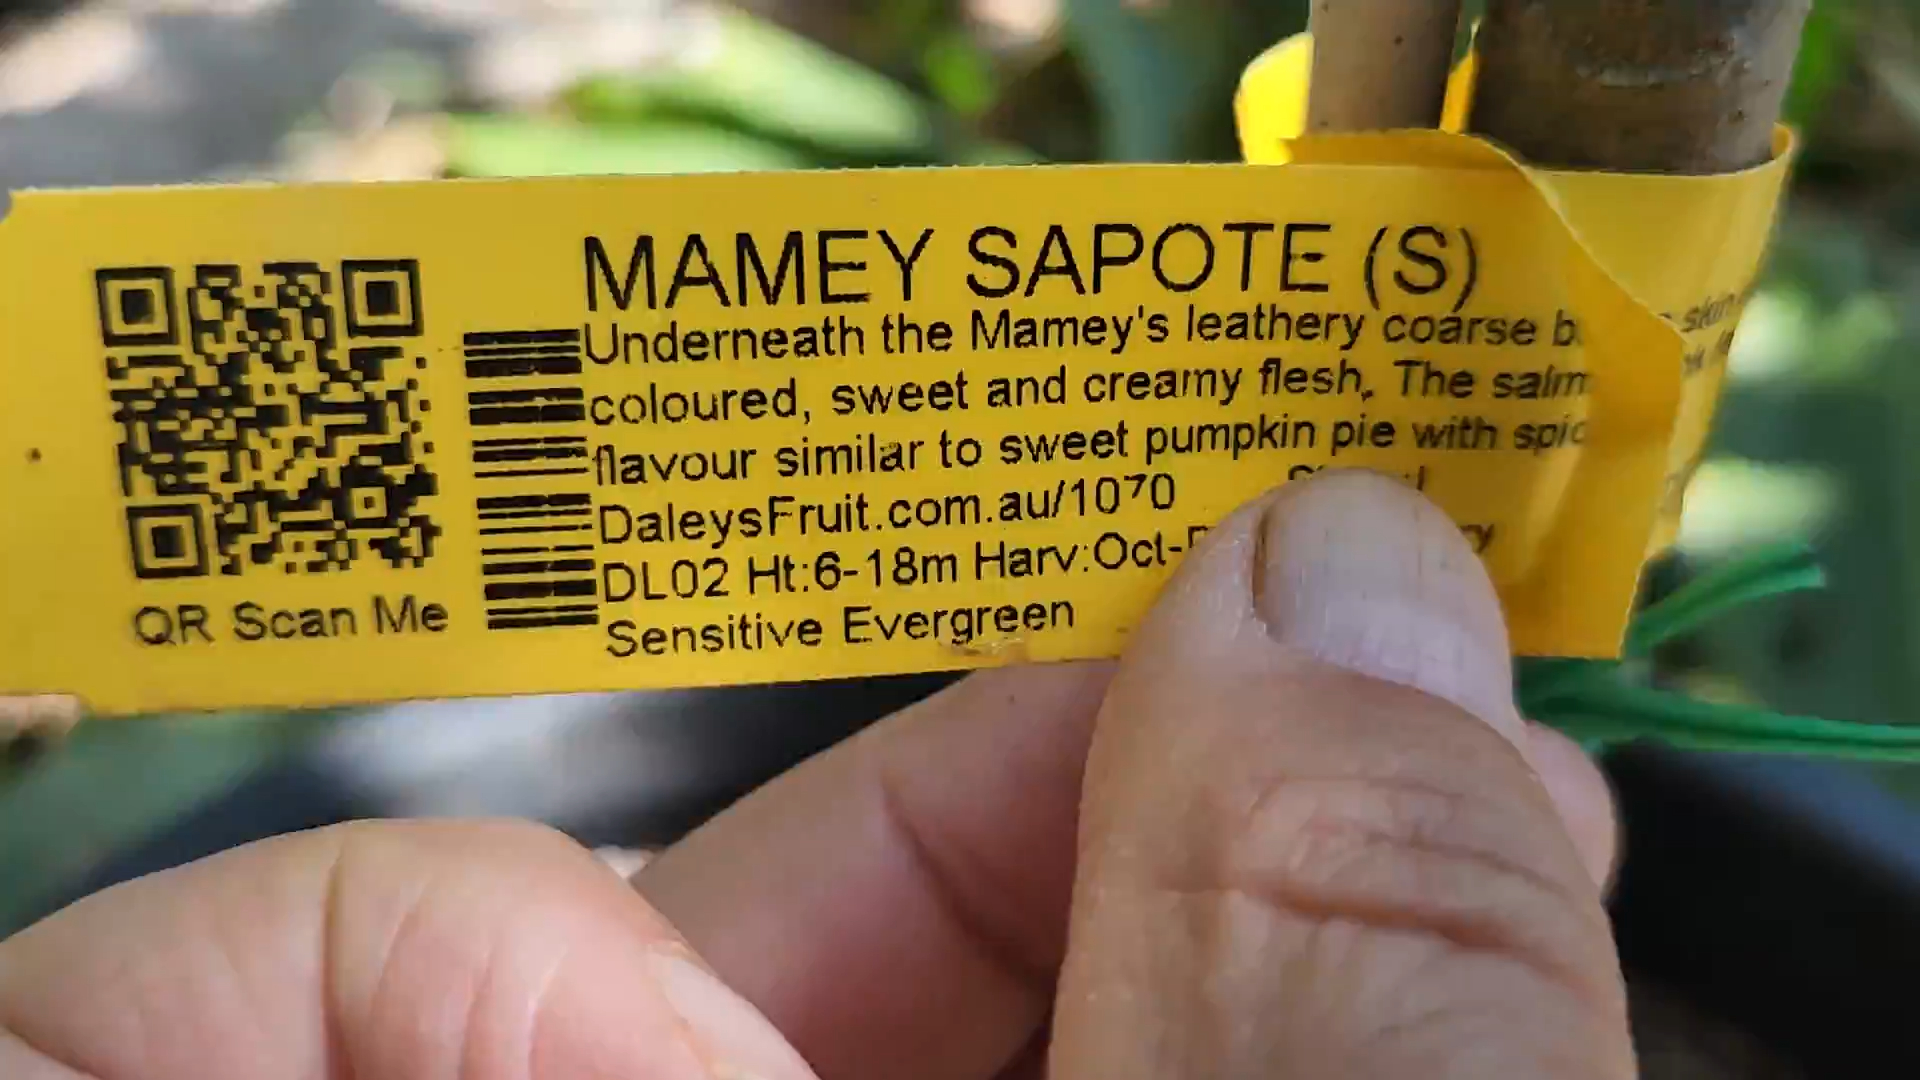 MAMEY SAPOTE (S)
Underneath the Mamey's leathery coarse
coloured, sweet and creamy flesh. The
flavour similar to sweet pumpkin pie with
DaleysFruit.com.au/1070
DL02 Ht:6-18m Harv:Oct-
Sensitive Evergreen
QR Scan Me
skin